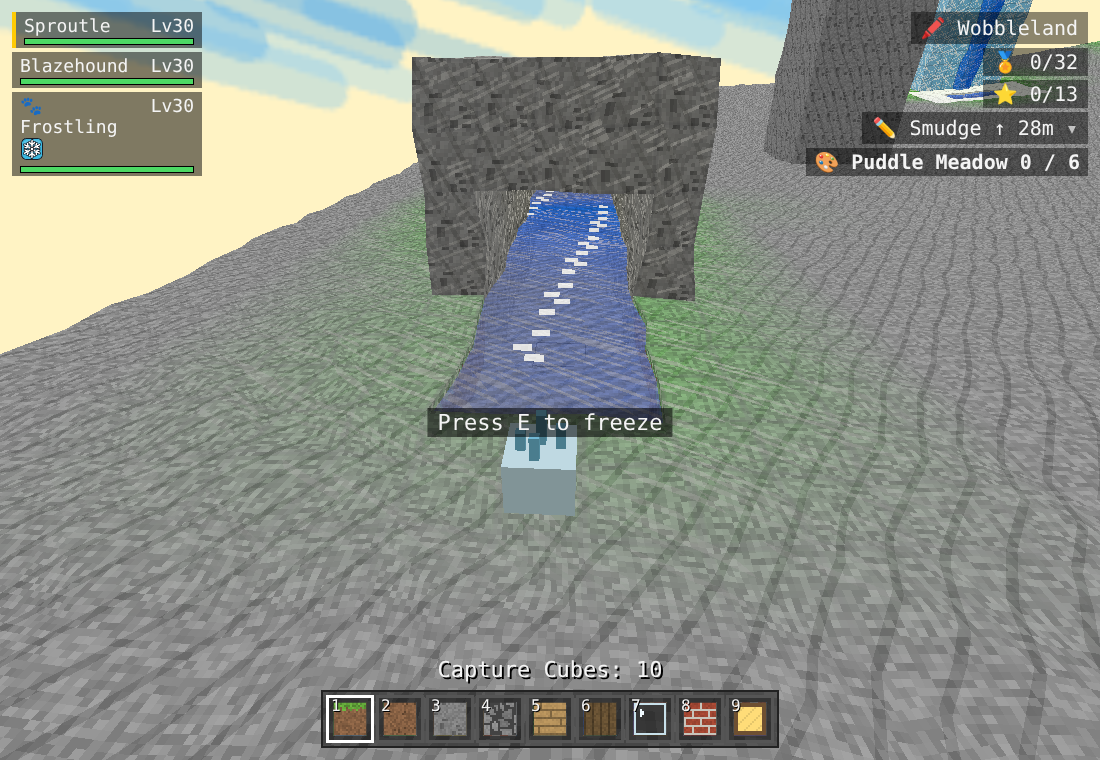 Sproutle Lv30
Blazehound Lv30
Lv30
Frostling
Wobbleland
0/32
0/13
Smudge ↑ 28m ▾
Puddle Meadow 0 / 6
Press E to freeze
Capture Cubes: 10
1 2 3 4 5 6 7 8 9